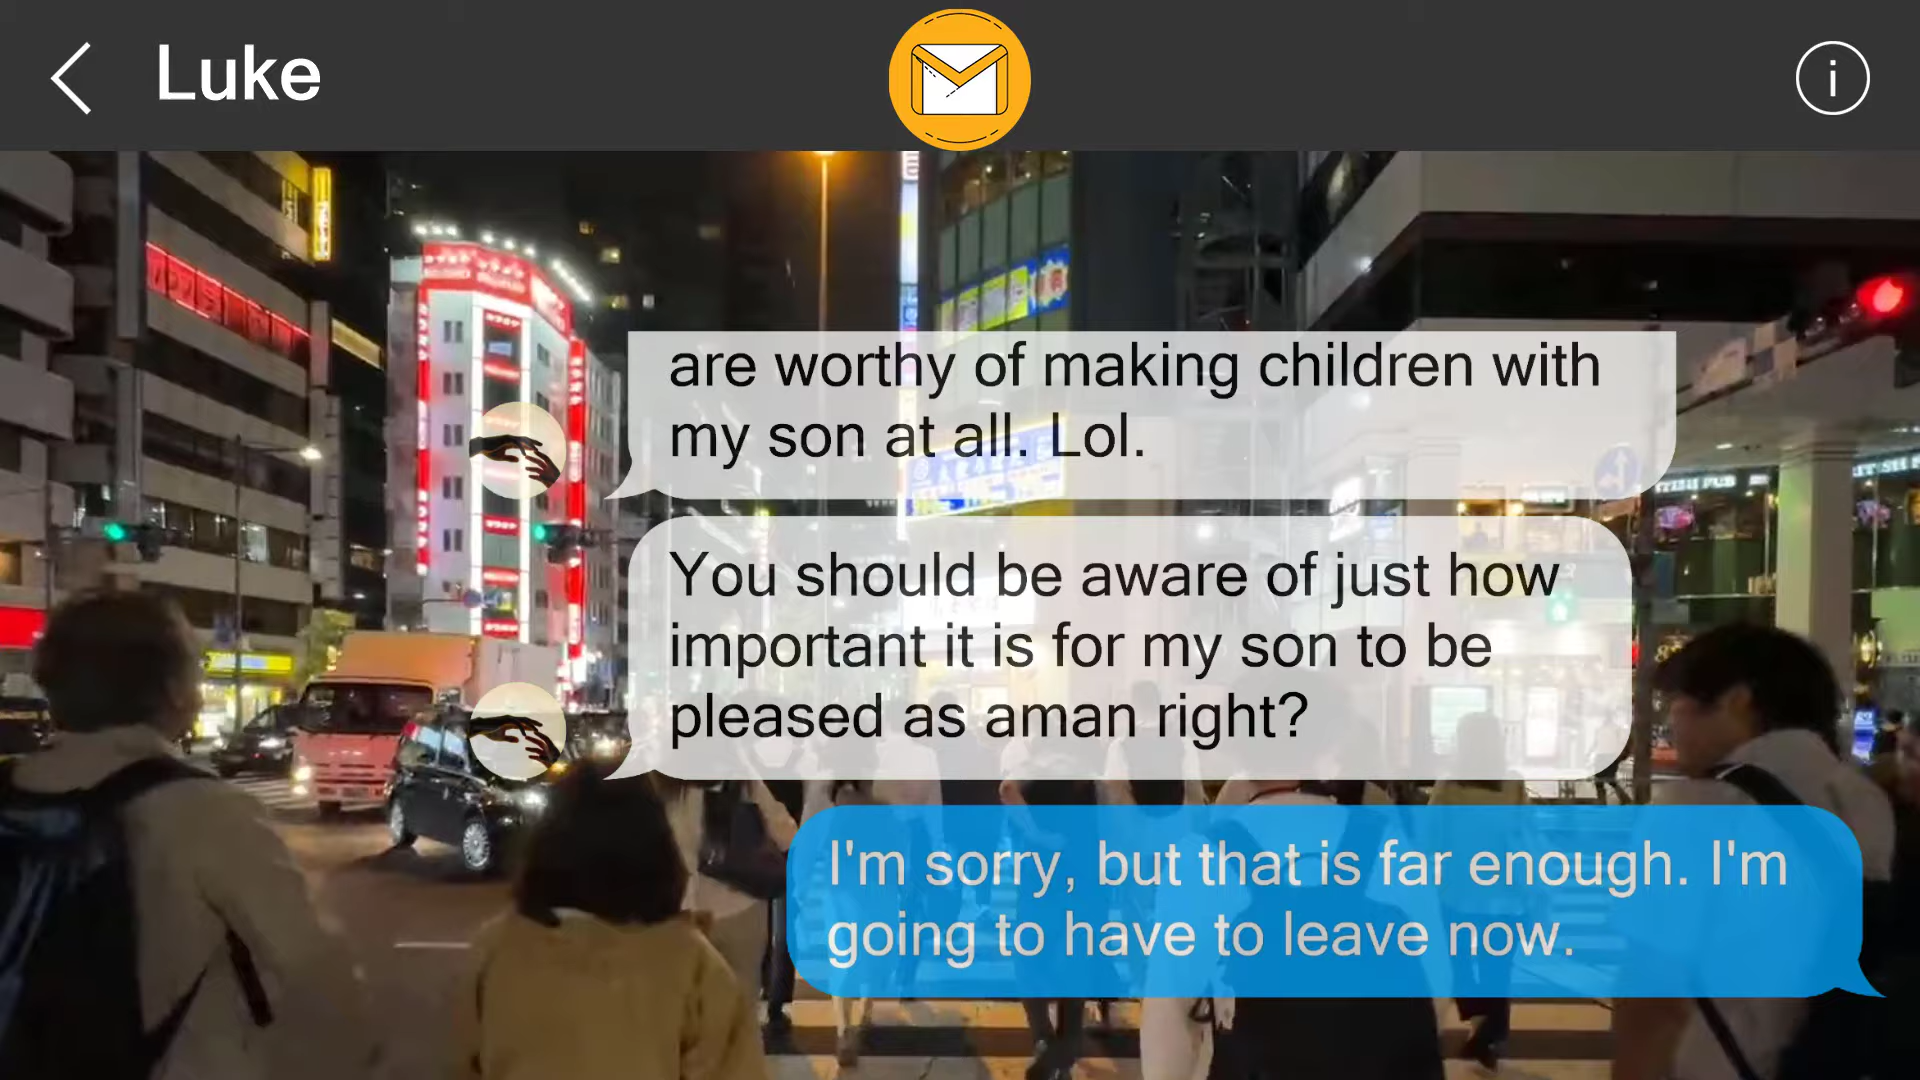 Luke
are worthy of making children with
my son at all. Lol.
You should be aware of just how
important it is for my son to be
pleased as aman right?
I'm sorry, but that is far enough. I'm
going to have to leave now.